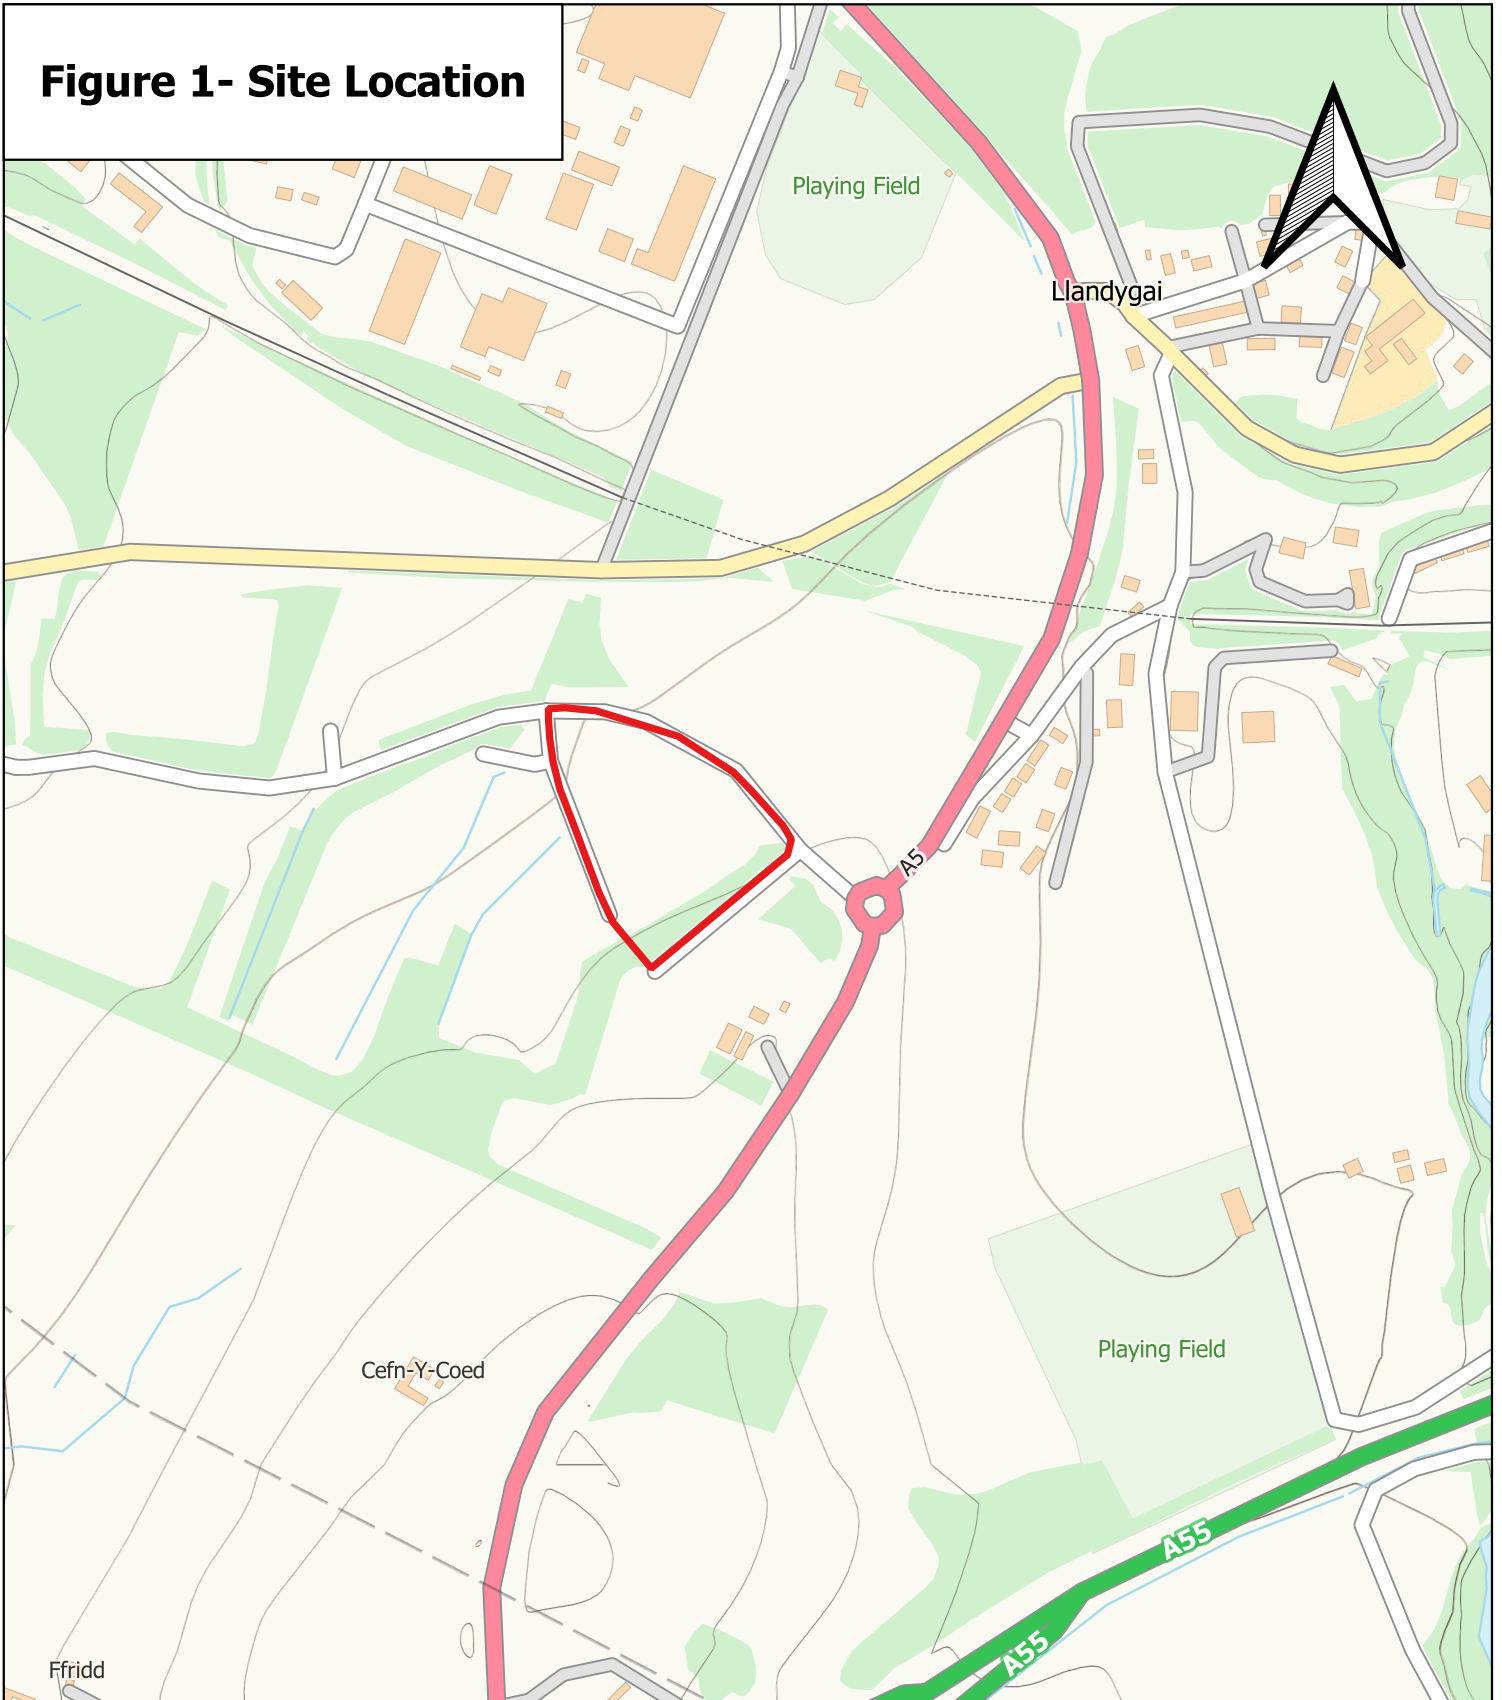 Figure 1- Site Location
Playing Field
Llandygai
A5
Playing Field
Cefn-Y-Coed
A55
A55
Ffridd